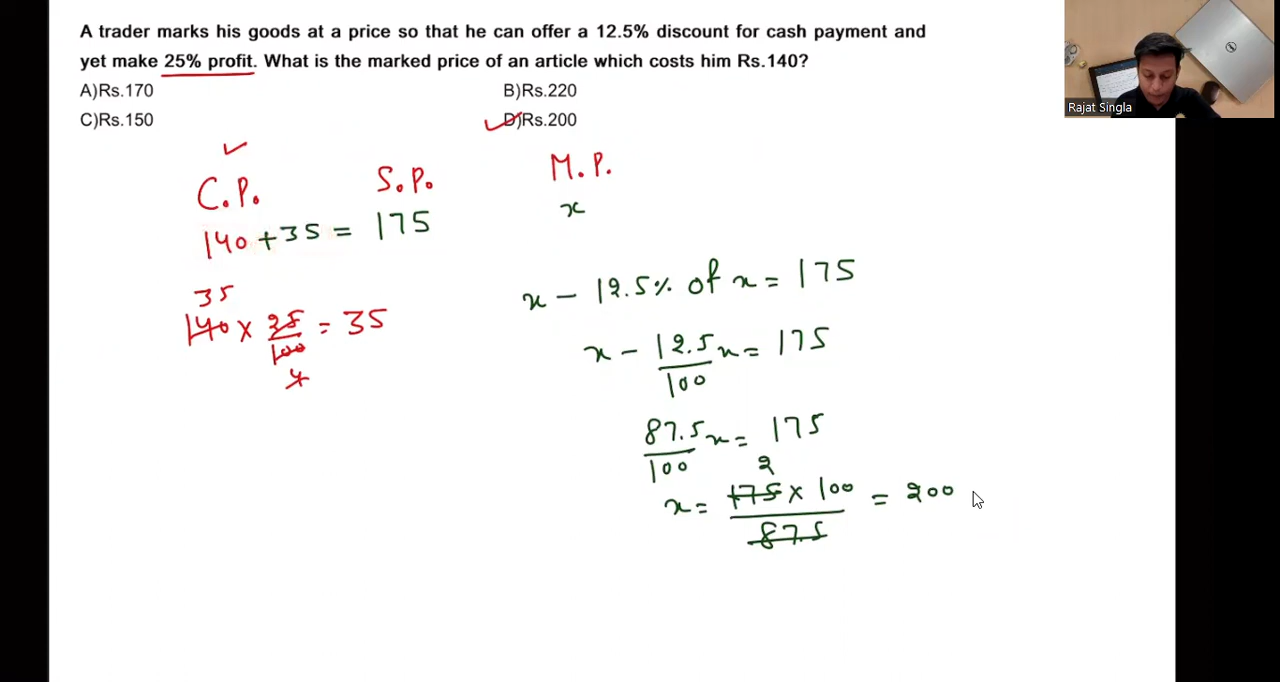 A trader marks his goods at a price so that he can offer a 12.5% discount for cash payment and
yet make 25% profit. What is the marked price of an article which costs him Rs.140?
A)Rs.170 B)Rs.220
C)Rs.150 D)Rs.200
Rajat Singla
C.P. S.P. M.P.
140 + 35 = 175 x
35
140 × 25/100 = 35
4
x - 12.5% of x = 175
x - 12.5/100 x = 175
87.5/100 x = 175
2
x = 175 × 100/87.5 = 200